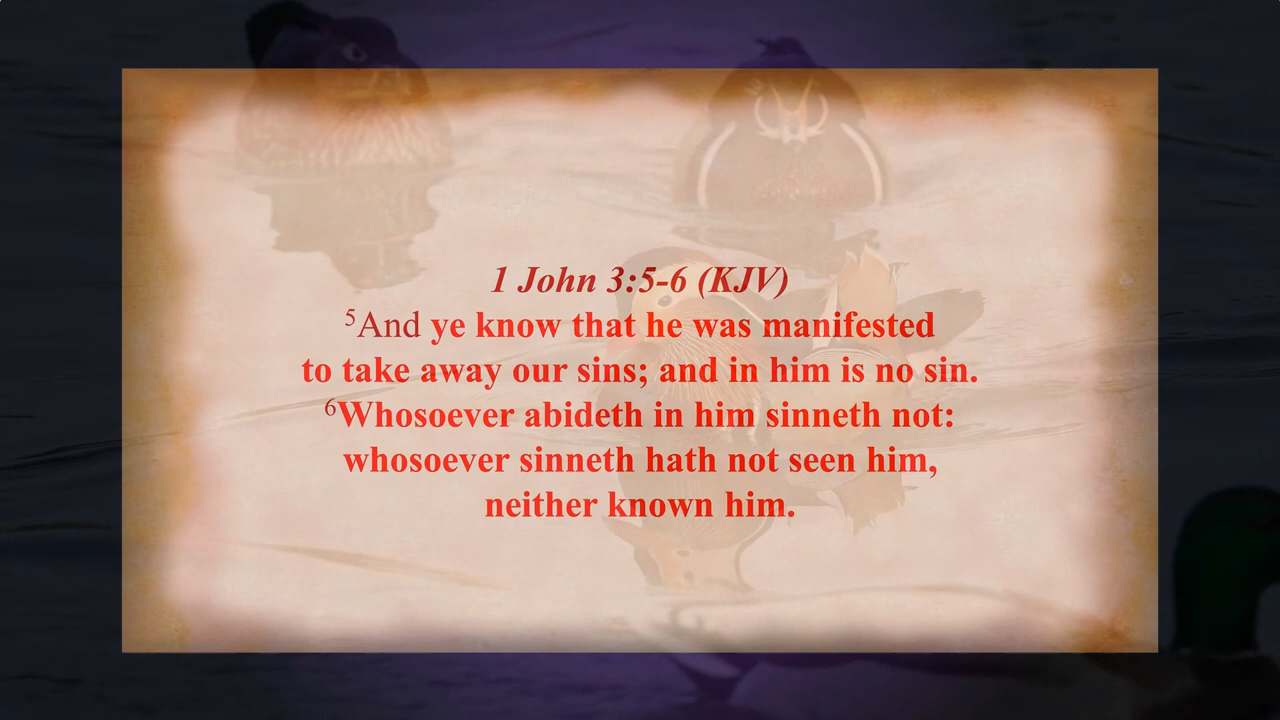 1 John 3:5-6 (KJV)
⁵And ye know that he was manifested
to take away our sins; and in him is no sin.
⁶Whosoever abideth in him sinneth not:
whosoever sinneth hath not seen him,
neither known him.